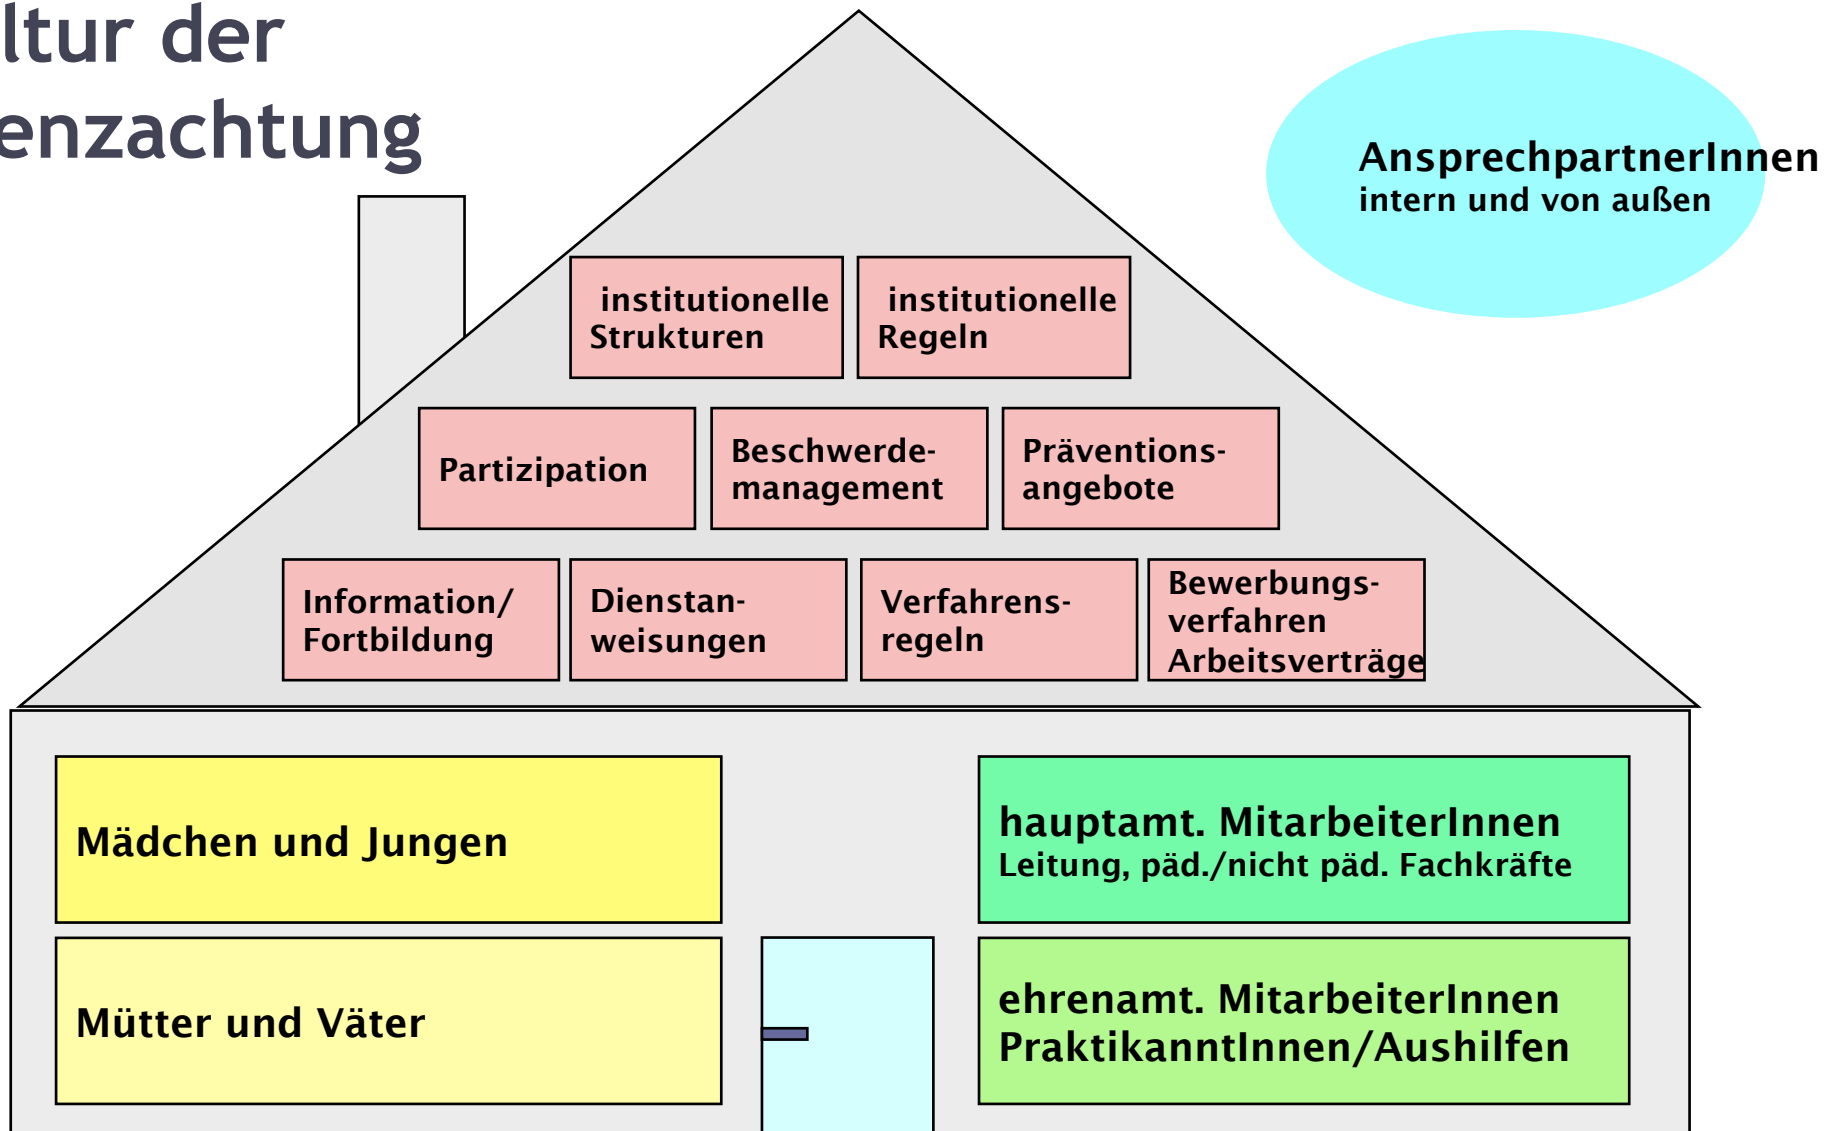 ltur der
enzachtung
AnsprechpartnerInnen
intern und von außen
institutionelle
Strukturen
institutionelle
Regeln
Partizipation
Beschwerde-
management
Präventions-
angebote
Information/
Fortbildung
Dienstan-
weisungen
Verfahrens-
regeln
Bewerbungs-
verfahren
Arbeitsverträge
Mädchen und Jungen
hauptamt. MitarbeiterInnen
Leitung, päd./nicht päd. Fachkräfte
Mütter und Väter
ehrenamt. MitarbeiterInnen
PraktikanntInnen/Aushilfen